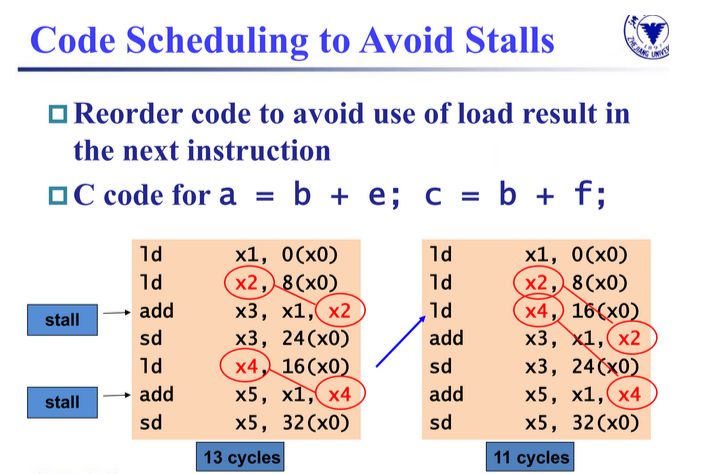 Code Scheduling to Avoid Stalls
Reorder code to avoid use of load result in
the next instruction
C code for a = b + e; c = b + f;
ld x1, 0(x0)
ld x2, 8(x0)
stall
add x3, x1, x2
sd x3, 24(x0)
ld x4, 16(x0)
stall
add x5, x1, x4
sd x5, 32(x0)
13 cycles
ld x1, 0(x0)
ld x2, 8(x0)
ld x4, 16(x0)
add x3, x1, x2
sd x3, 24(x0)
add x5, x1, x4
sd x5, 32(x0)
11 cycles